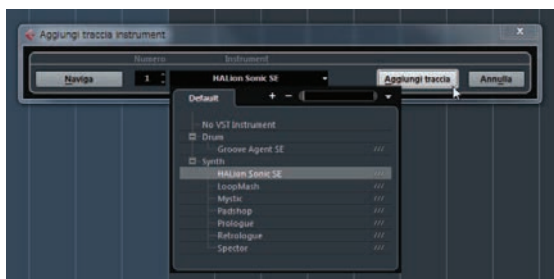 Aggiungi traccia instrument
Numero Instrument
Naviga 1 HALion Sonic SE Aggiungi traccia Annulla
Default
No VST Instrument
Drum
Groove Agent SE
Synth
HALion Sonic SE
LoopMash
Mystic
Padshop
Prologue
Retrologue
Spector